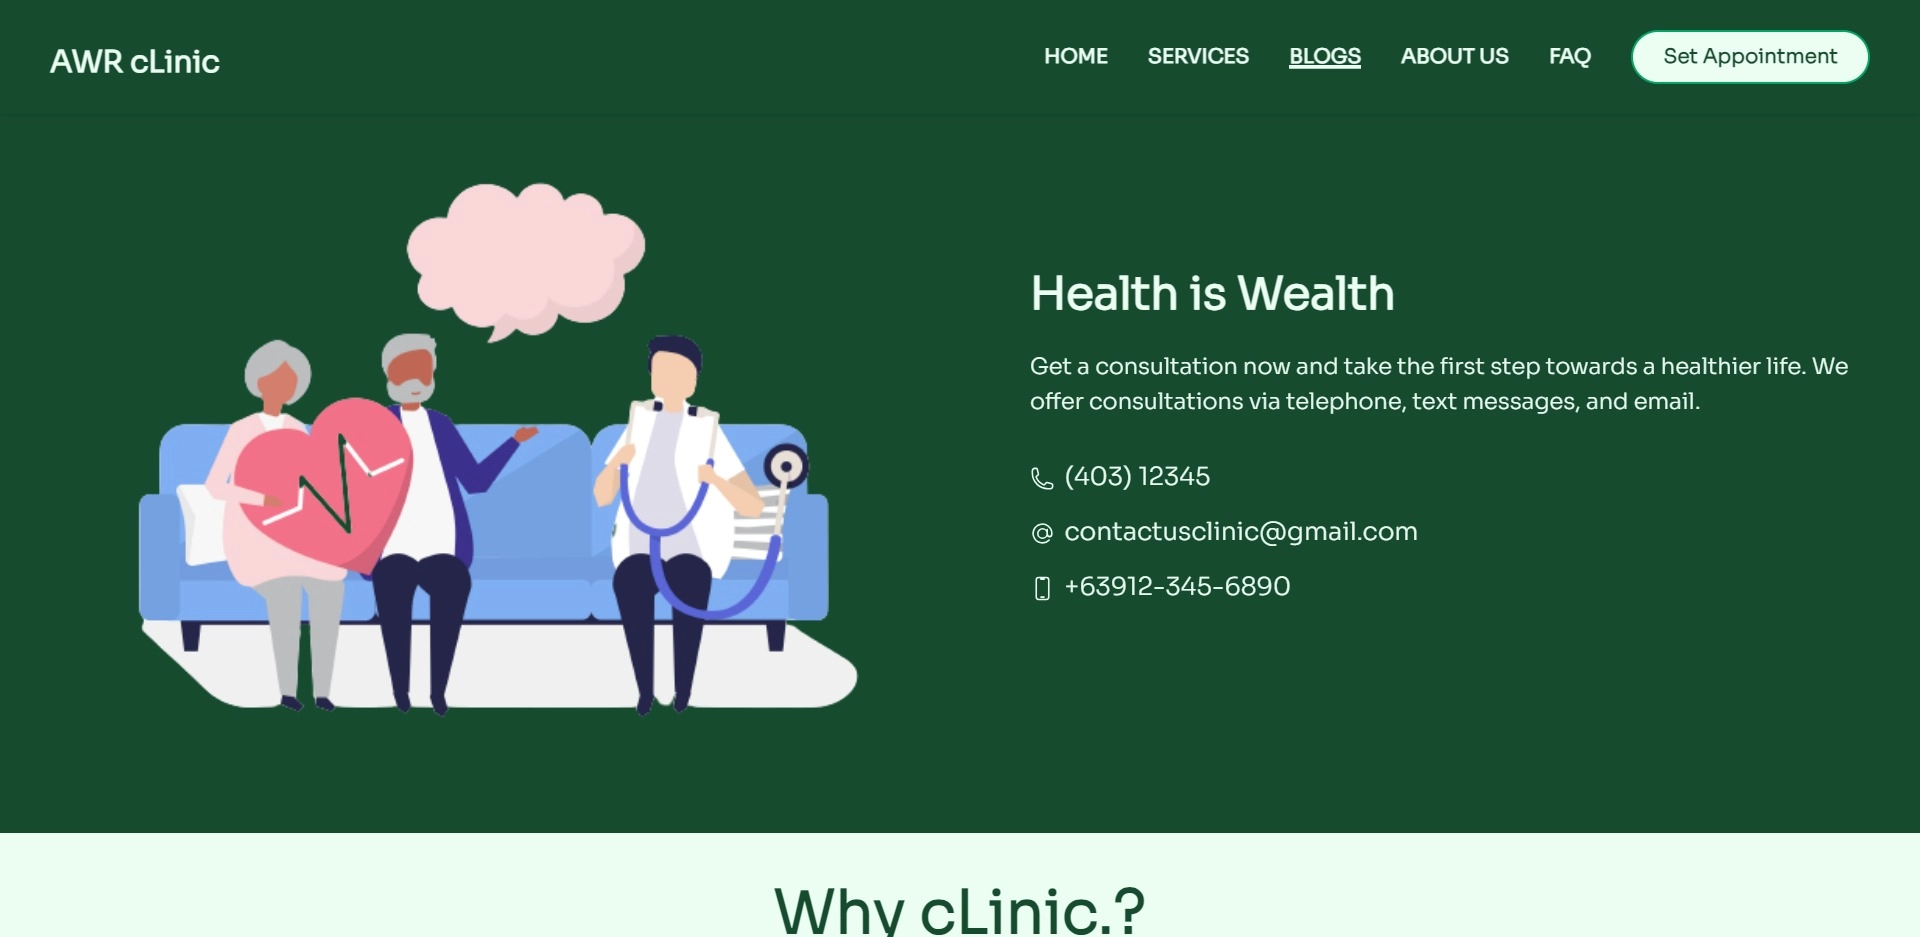 AWR cLinic
HOME SERVICES BLOGS ABOUT US FAQ Set Appointment
Health is Wealth
Get a consultation now and take the first step towards a healthier life. We
offer consultations via telephone, text messages, and email.
(403) 12345
contactusclinic@gmail.com
+63912-345-6890
Why cLinic.?